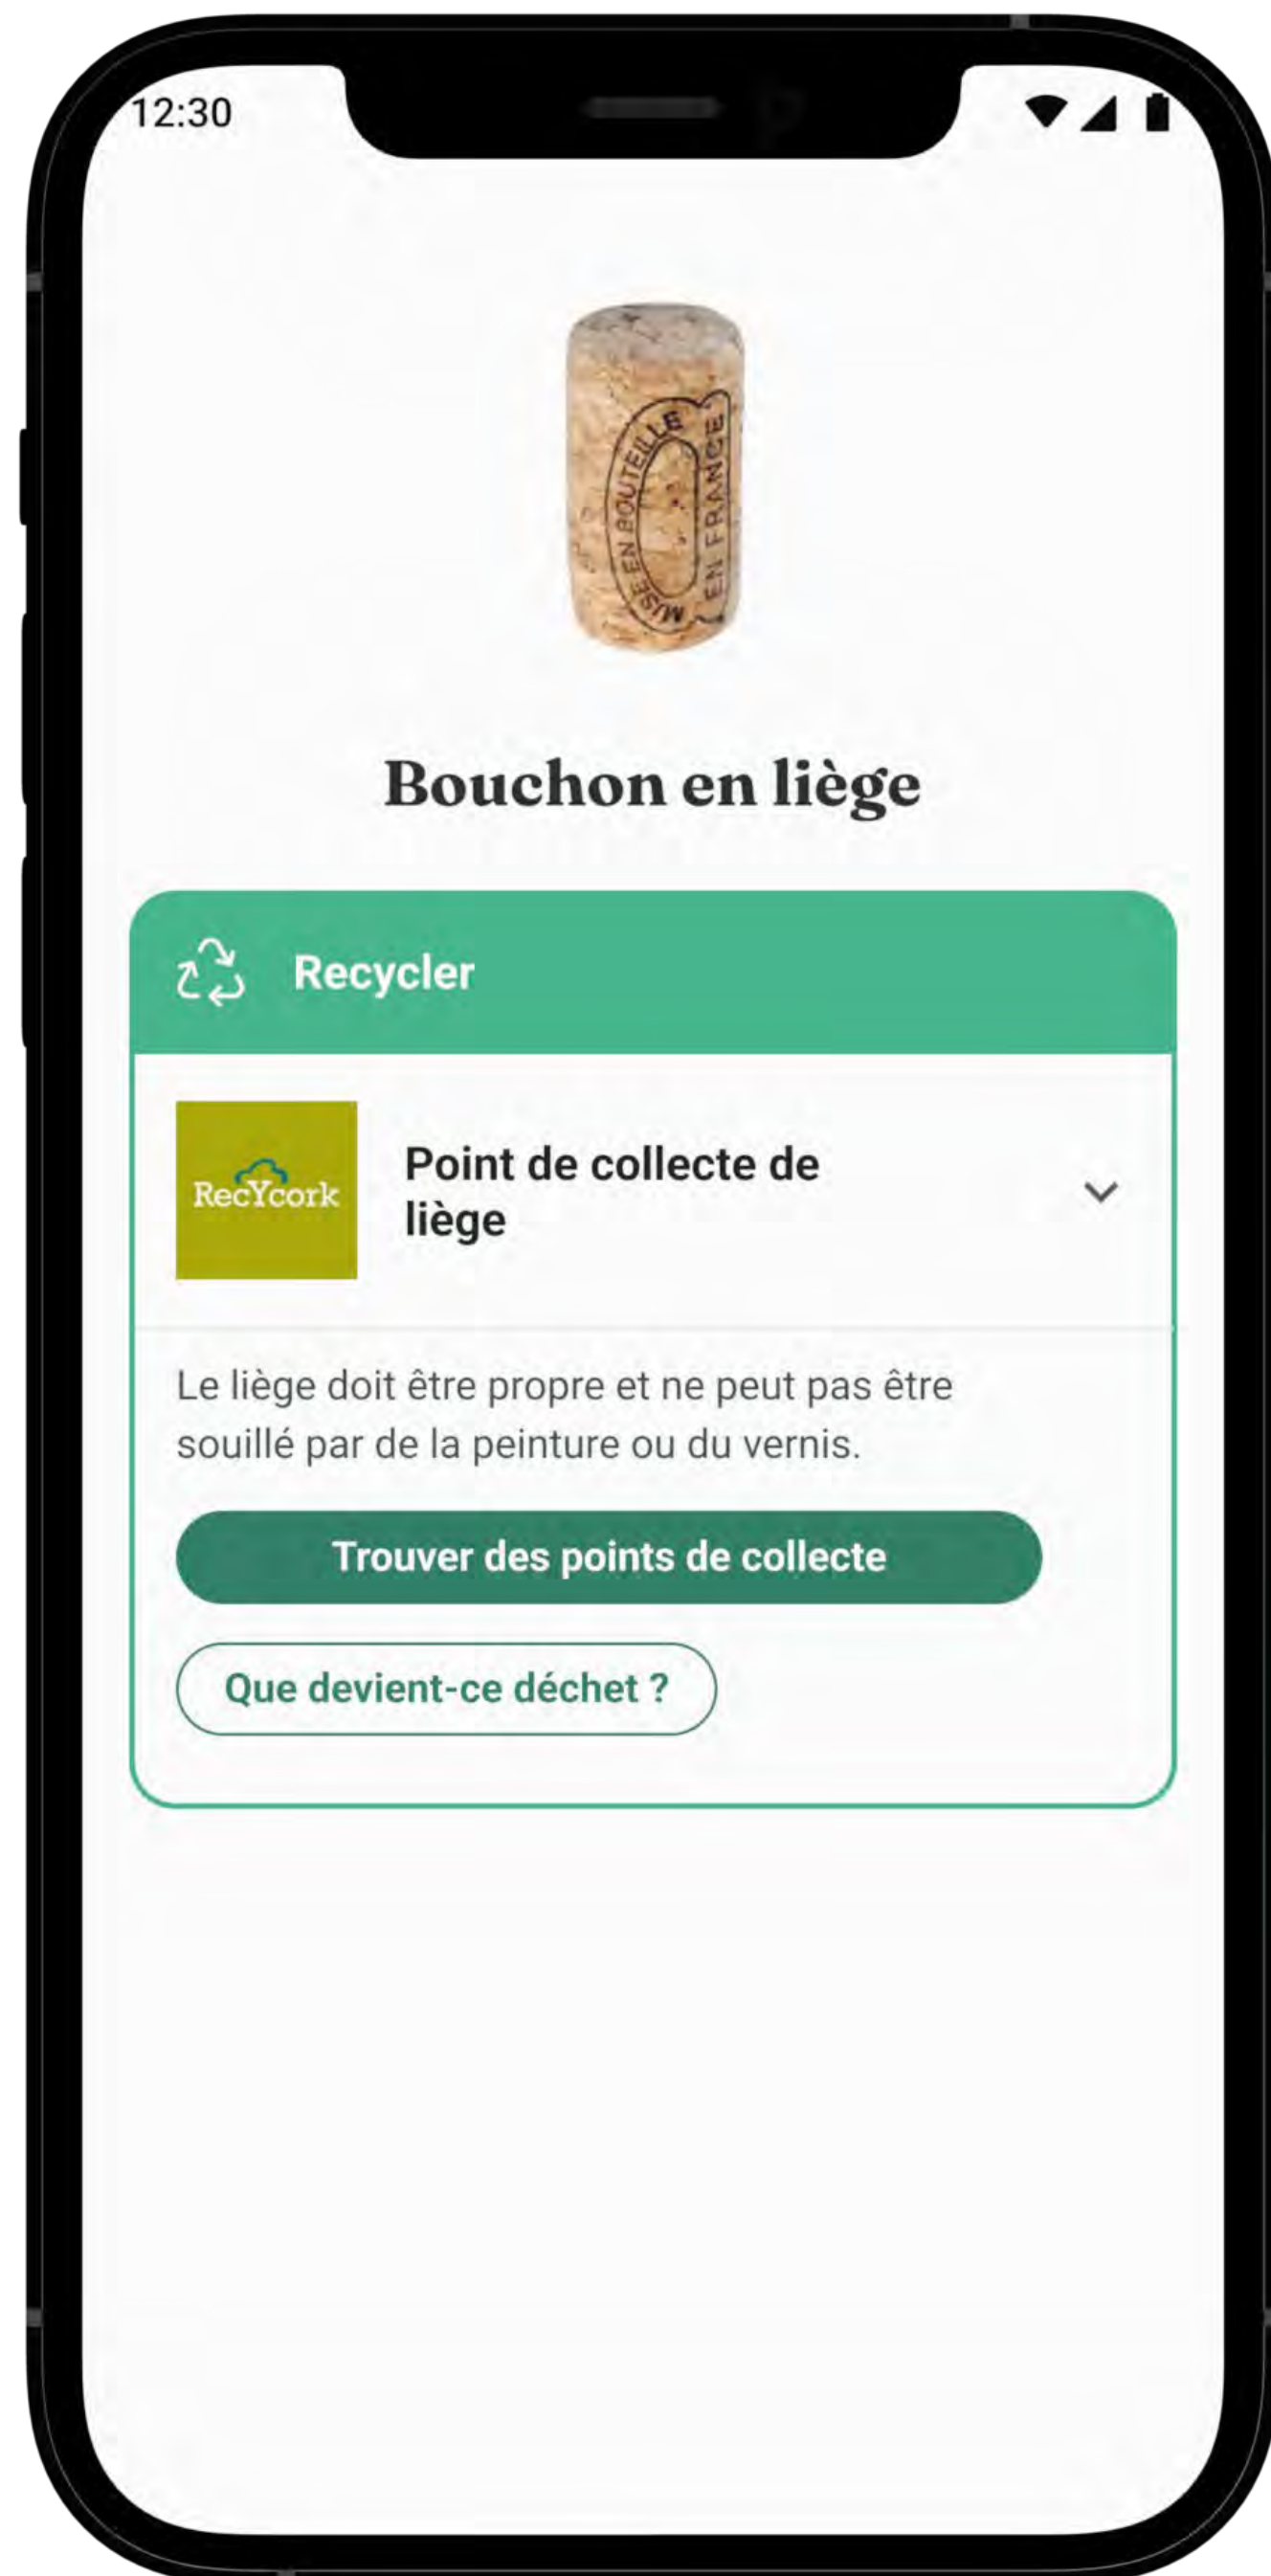 12:30
MISE EN BOUTEILLE
EN FRANCE
Bouchon en liège
Recycler
RecYcork
Point de collecte de
liège
Le liège doit être propre et ne peut pas être
souillé par de la peinture ou du vernis.
Trouver des points de collecte
Que devient-ce déchet ?